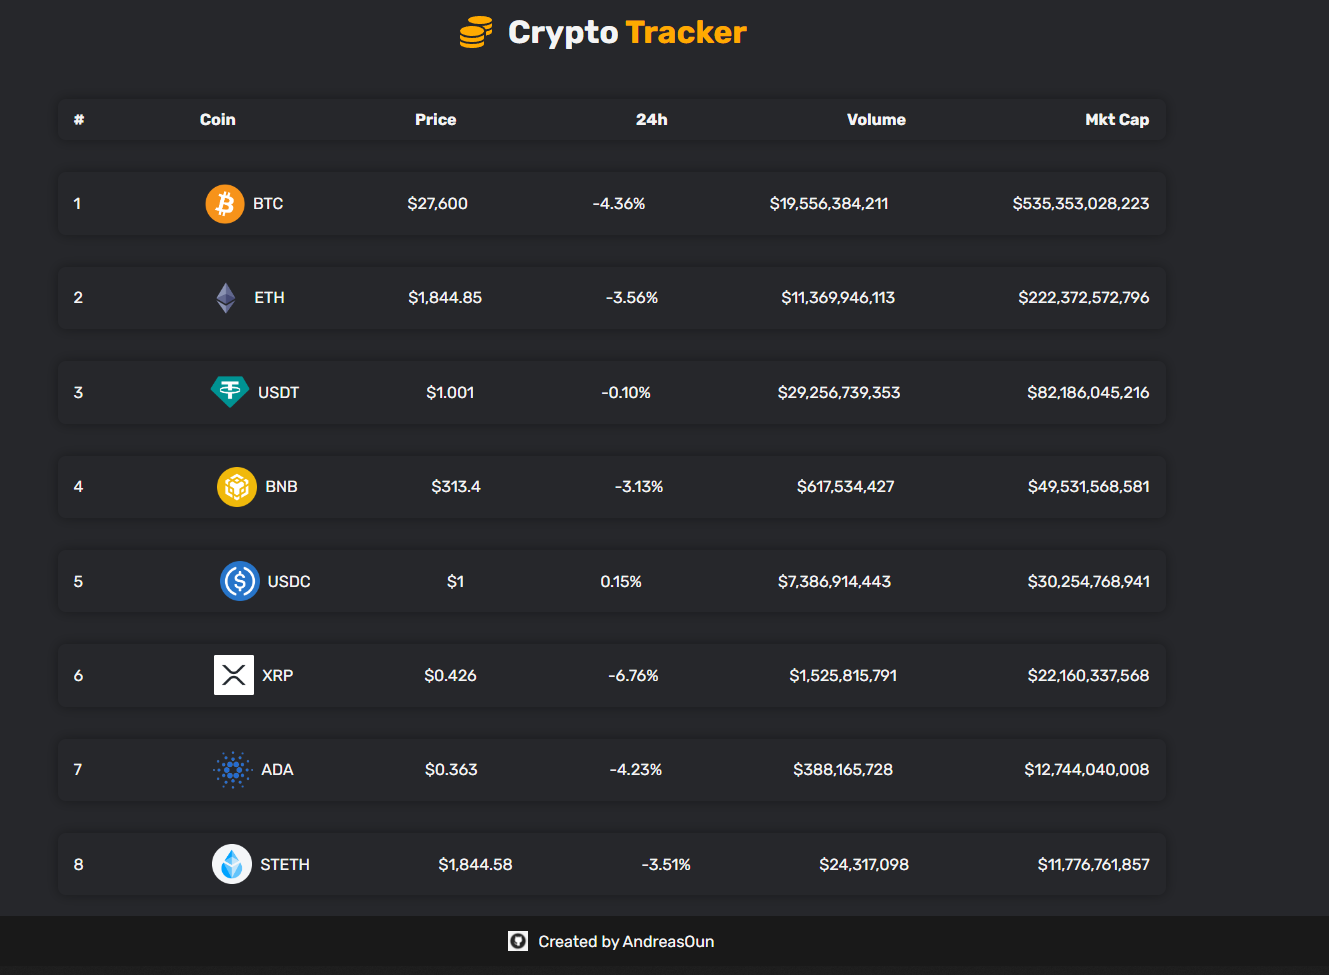 Crypto Tracker
# Coin Price 24h Volume Mkt Cap
1 BTC $27,600 -4.36% $19,556,384,211 $535,353,028,223
2 ETH $1,844.85 -3.56% $11,369,946,113 $222,372,572,796
3 USDT $1.001 -0.10% $29,256,739,353 $82,186,045,216
4 BNB $313.4 -3.13% $617,534,427 $49,531,568,581
5 USDC $1 0.15% $7,386,914,443 $30,254,768,941
6 XRP $0.426 -6.76% $1,525,815,791 $22,160,337,568
7 ADA $0.363 -4.23% $388,165,728 $12,744,040,008
8 STETH $1,844.58 -3.51% $24,317,098 $11,776,761,857
Created by AndreasOun